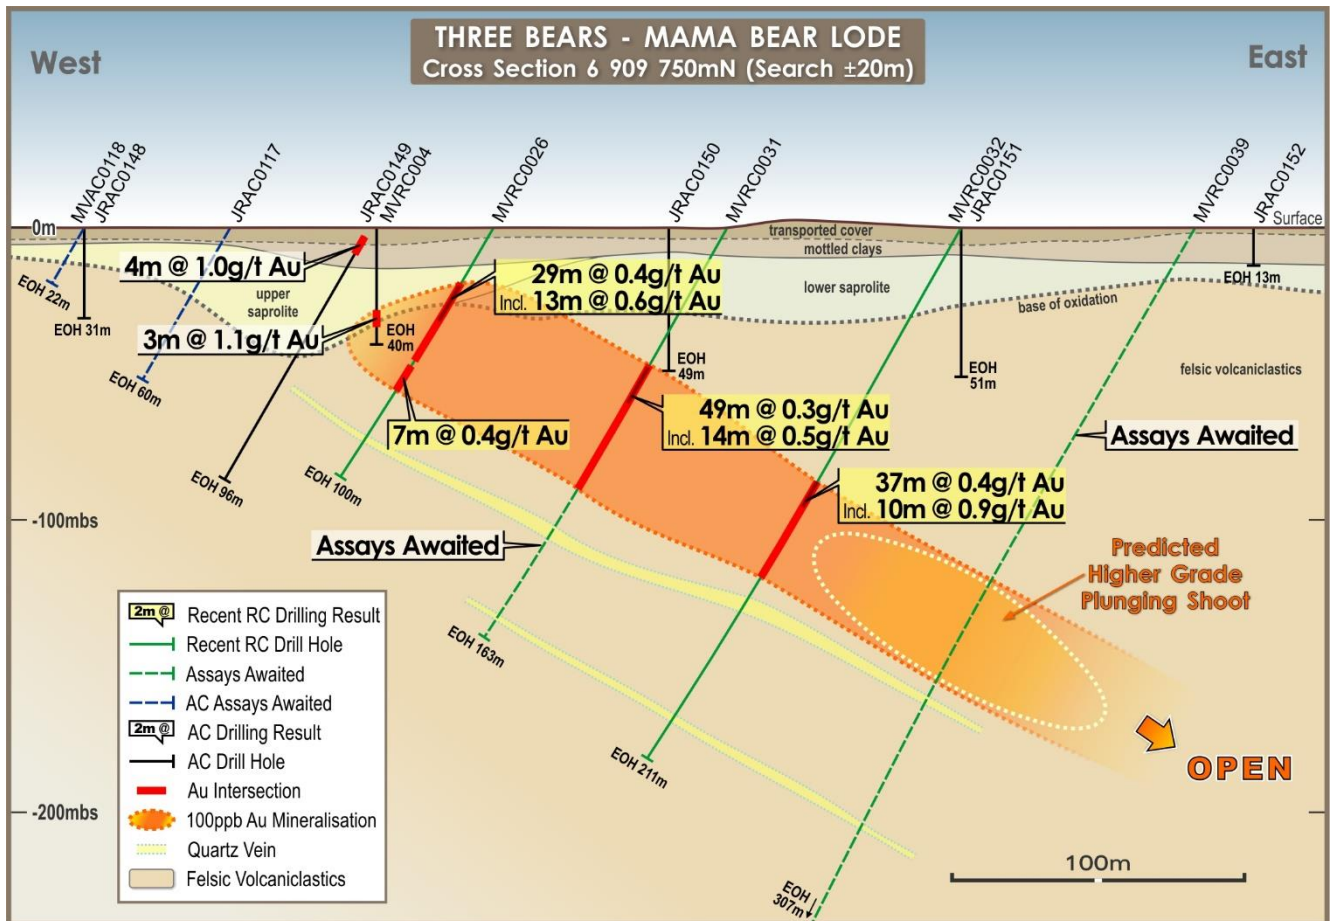 THREE BEARS - MAMA BEAR LODE
Cross Section 6 909 750mN (Search ±20m)
West
East
MVAC0118
JRAC0148
JRAC0117
JRAC0149
MVRC004
MVRC0026
JRAC0150
MVRC0031
MVRC0032
JRAC0151
MVRC0039
JRAC0152
0m
Surface
transported cover
mottled clays
4m @ 1.0g/t Au
29m @ 0.4g/t Au
Incl. 13m @ 0.6g/t Au
EOH 13m
EOH 22m
upper
saprolite
lower saprolite
base of oxidation
EOH 31m
3m @ 1.1g/t Au
EOH
40m
EOH
49m
EOH
51m
felsic volcaniclastics
EOH 60m
49m @ 0.3g/t Au
Incl. 14m @ 0.5g/t Au
7m @ 0.4g/t Au
Assays Awaited
EOH 96m
EOH 100m
37m @ 0.4g/t Au
Incl. 10m @ 0.9g/t Au
-100mbs
Assays Awaited
Predicted
Higher Grade
Plunging Shoot
EOH 163m
EOH 211m
OPEN
-200mbs
EOH
307m
100m
2m @
Recent RC Drilling Result
Recent RC Drill Hole
Assays Awaited
AC Assays Awaited
2m @
AC Drilling Result
AC Drill Hole
Au Intersection
100ppb Au Mineralisation
Quartz Vein
Felsic Volcaniclastics